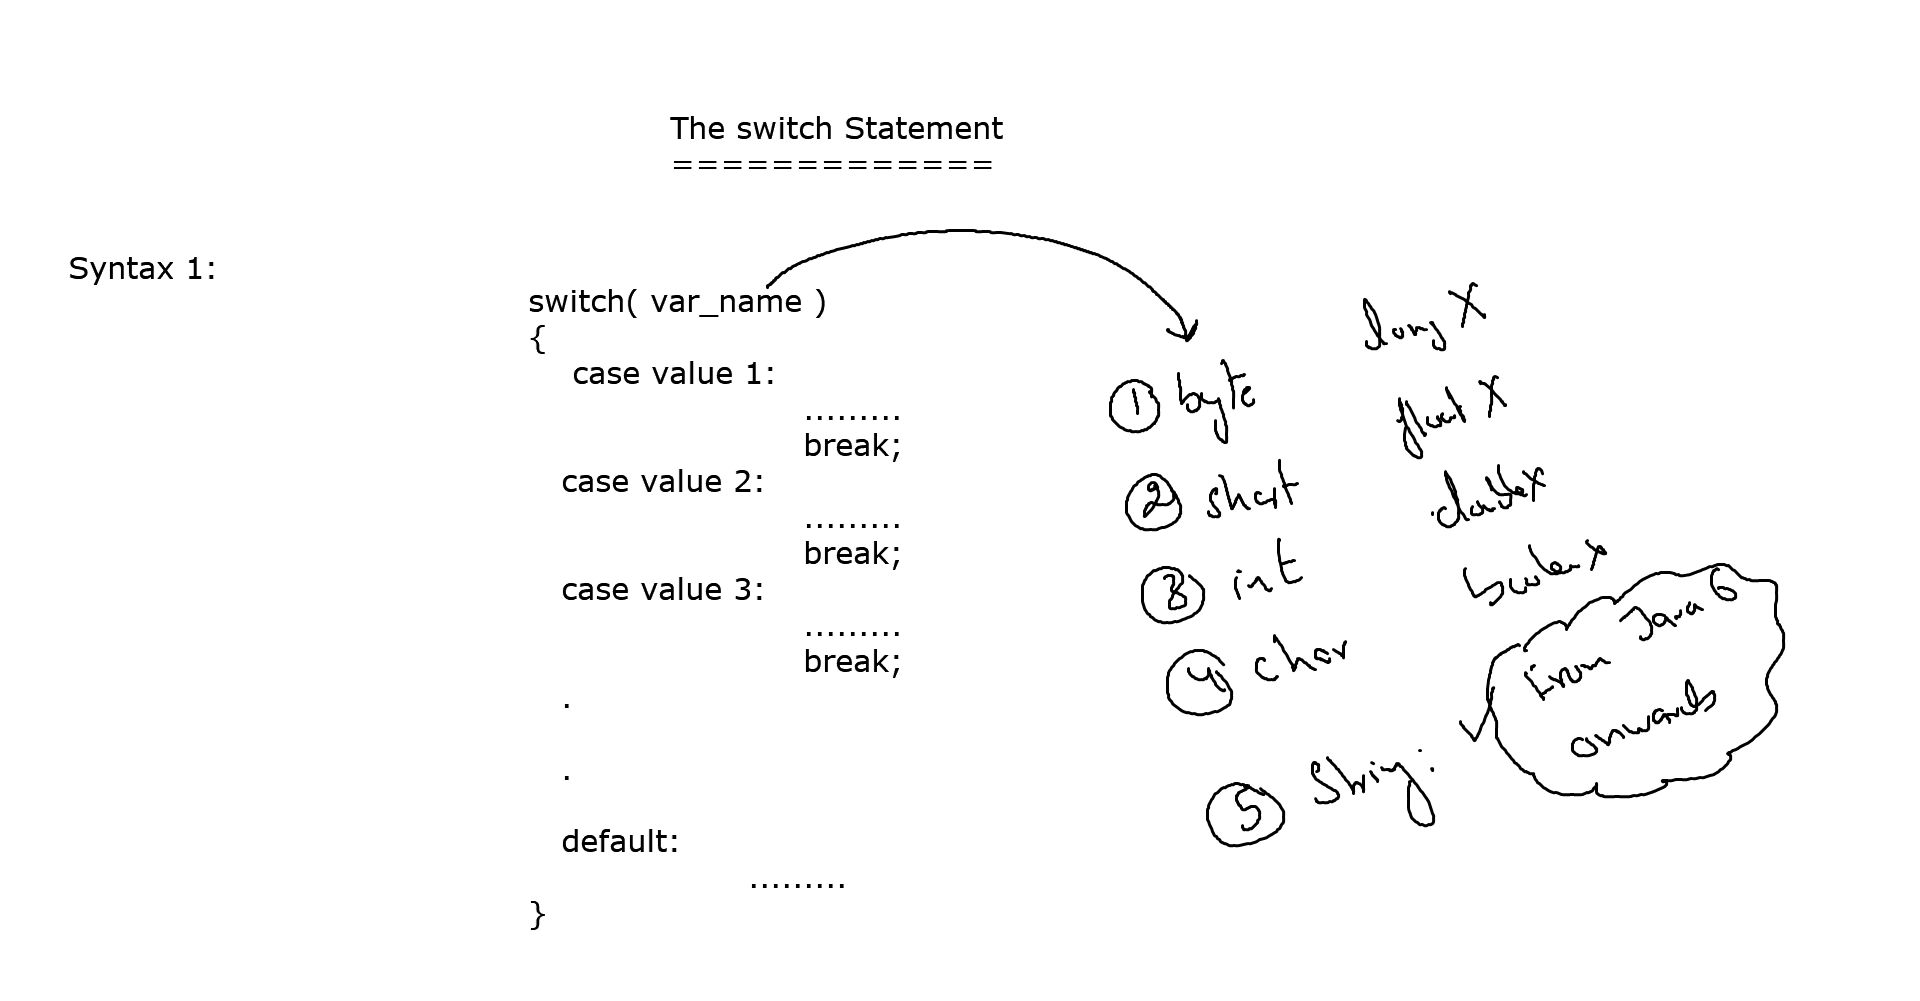 The switch Statement
=============
Syntax 1:
switch( var_name )
{
case value 1:
.........
break;
case value 2:
.........
break;
case value 3:
.........
break;
.
.
default:
.........
}
① byte
② short
③ int
④ char
⑤ String:
long X
float X
double X
boolean X
✓
From Java 6
onwards